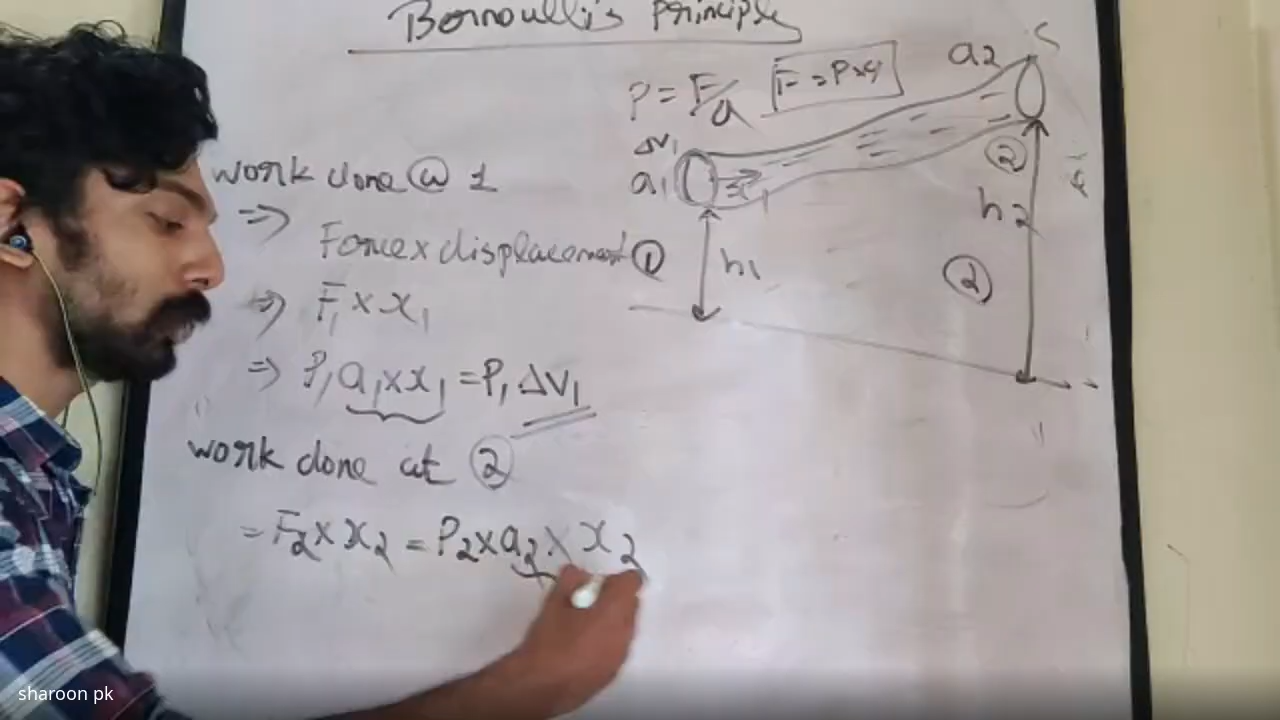 Bernoulli's Principle
P = F/a F = P×a
a2
ΔV1
a1
x1
work done @ 1
⇒ Force × displacement
⇒ F1 × x1
⇒ P1 a1 × x1 = P1 ΔV1
work done at ②
= F2 × x2 = P2 × a2 × x2
①
h1
②
h2
②
sharoon pk